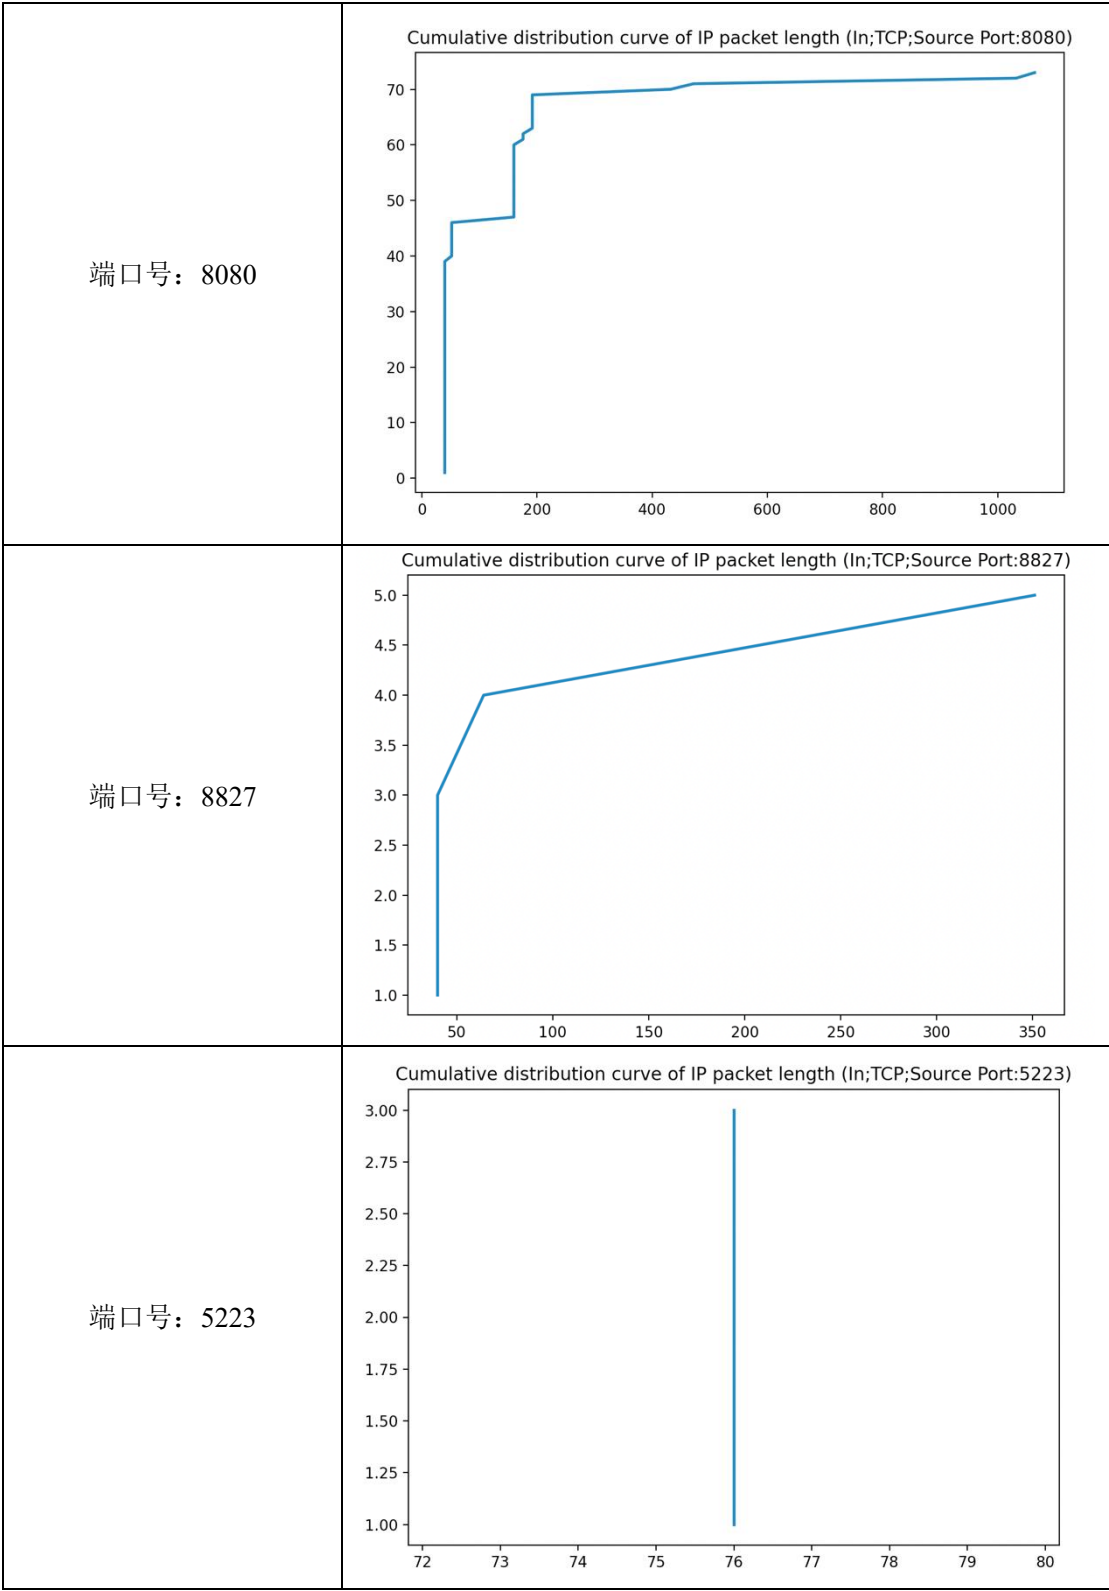 端口号：8080
Cumulative distribution curve of IP packet length (In;TCP;Source Port:8080)
70
60
50
40
30
20
10
0
0 200 400 600 800 1000
端口号：8827
Cumulative distribution curve of IP packet length (In;TCP;Source Port:8827)
5.0
4.5
4.0
3.5
3.0
2.5
2.0
1.5
1.0
50 100 150 200 250 300 350
端口号：5223
Cumulative distribution curve of IP packet length (In;TCP;Source Port:5223)
3.00
2.75
2.50
2.25
2.00
1.75
1.50
1.25
1.00
72 73 74 75 76 77 78 79 80